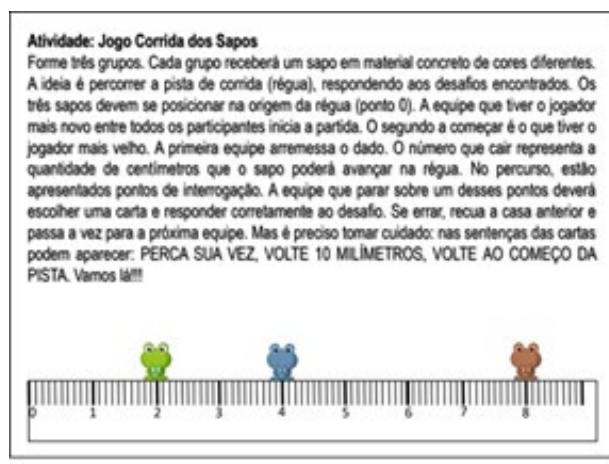 Atividade: Jogo Corrida dos Sapos
Forme três grupos. Cada grupo receberá um sapo em material concreto de cores diferentes.
A ideia é percorrer a pista de corrida (régua), respondendo aos desafios encontrados. Os
três sapos devem se posicionar na origem da régua (ponto 0). A equipe que tiver o jogador
mais novo entre todos os participantes inicia a partida. O segundo a começar é o que tiver o
jogador mais velho. A primeira equipe arremessa o dado. O número que cair representa a
quantidade de centímetros que o sapo poderá avançar na régua. No percurso, estão
apresentados pontos de interrogação. A equipe que parar sobre um desses pontos deverá
escolher uma carta e responder corretamente ao desafio. Se errar, recua a casa anterior e
passa a vez para a próxima equipe. Mas é preciso tomar cuidado: nas sentenças das cartas
podem aparecer: PERCA SUA VEZ, VOLTE 10 MILÍMETROS, VOLTE AO COMEÇO DA
PISTA. Vamos lá!!!
0 1 2 3 4 5 6 7 8